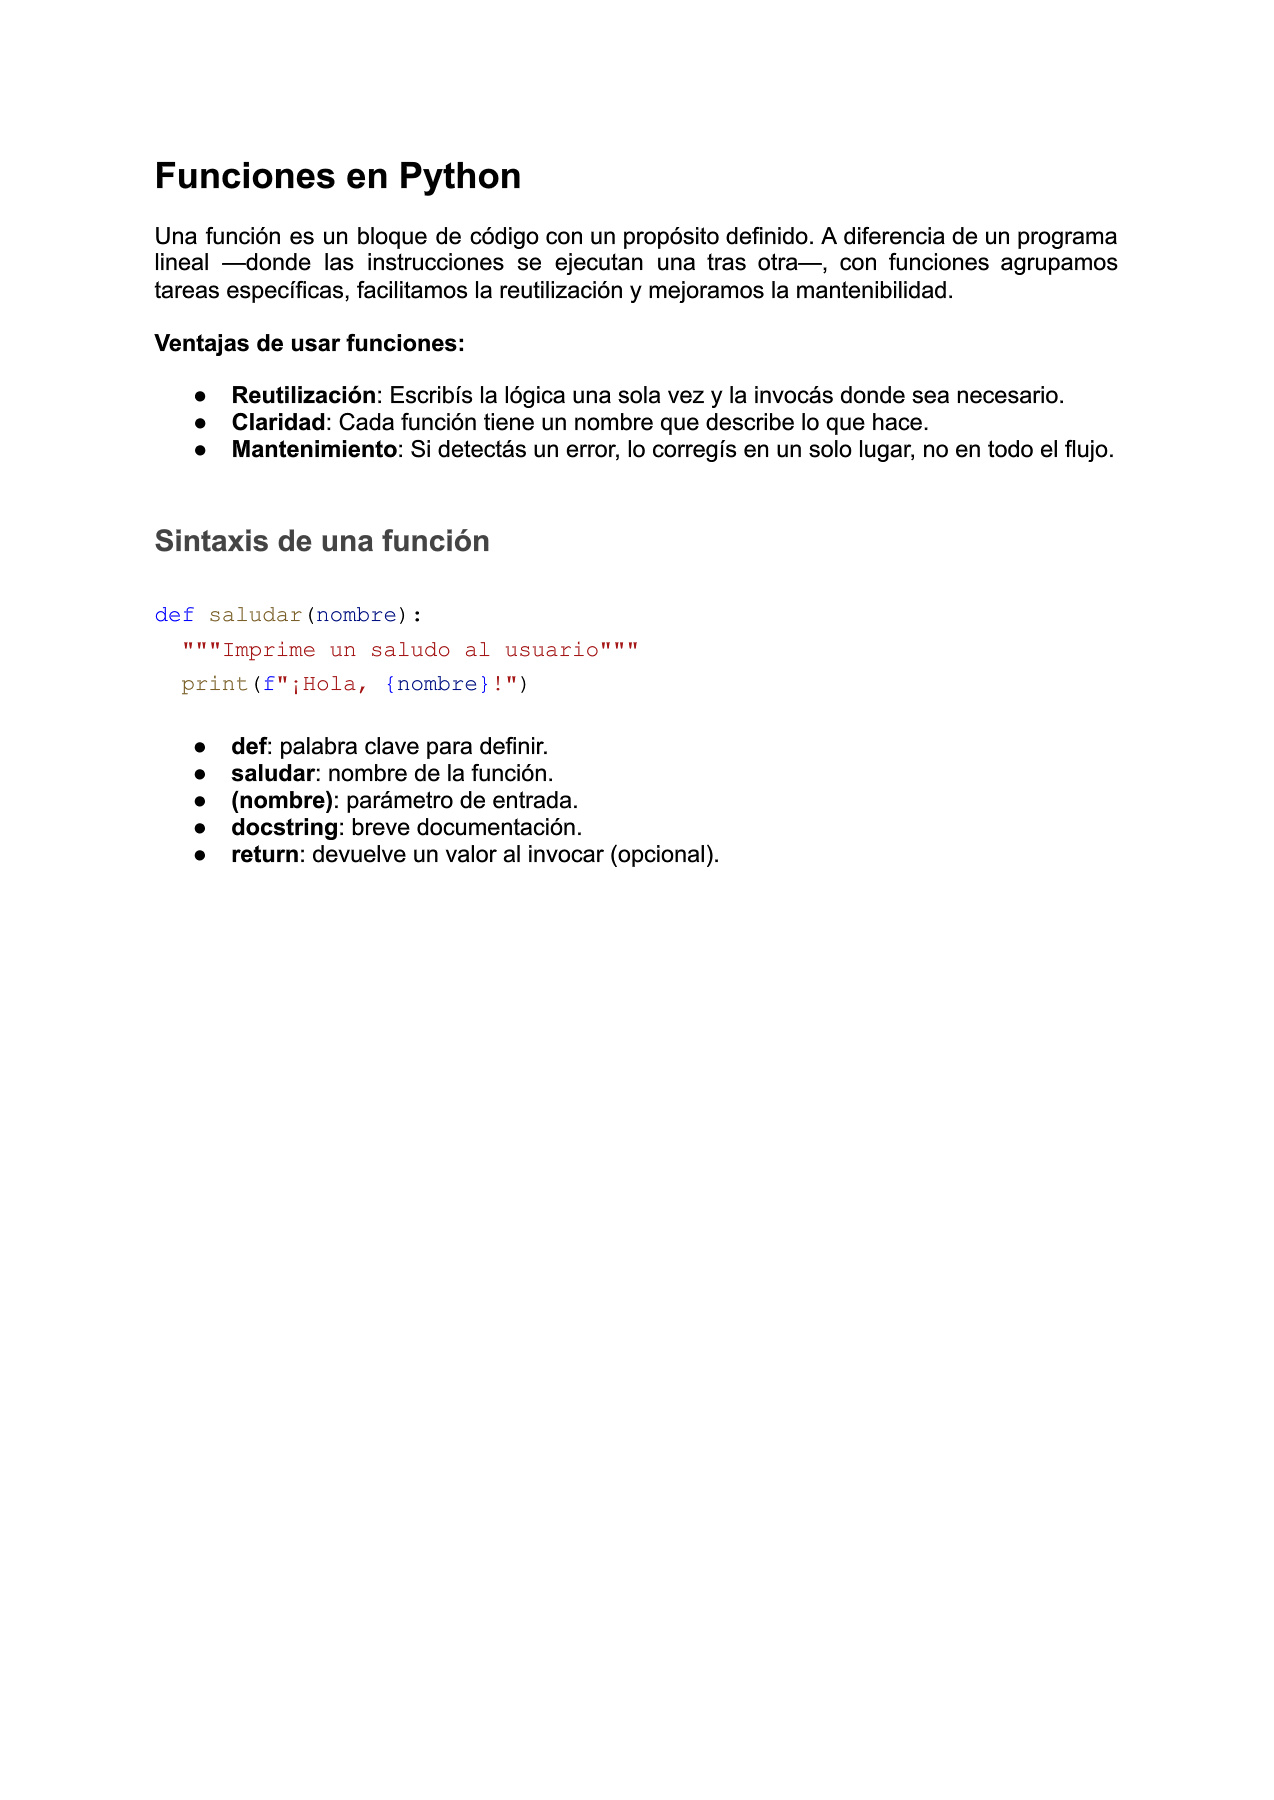 Funciones en Python
Una función es un bloque de código con un propósito definido. A diferencia de un programa
lineal —donde las instrucciones se ejecutan una tras otra—, con funciones agrupamos
tareas específicas, facilitamos la reutilización y mejoramos la mantenibilidad.
Ventajas de usar funciones:
● Reutilización: Escribís la lógica una sola vez y la invocás donde sea necesario.
● Claridad: Cada función tiene un nombre que describe lo que hace.
● Mantenimiento: Si detectás un error, lo corregís en un solo lugar, no en todo el flujo.
Sintaxis de una función
def saludar(nombre):
  """Imprime un saludo al usuario"""
  print(f"¡Hola, {nombre}!")
● def: palabra clave para definir.
● saludar: nombre de la función.
● (nombre): parámetro de entrada.
● docstring: breve documentación.
● return: devuelve un valor al invocar (opcional).